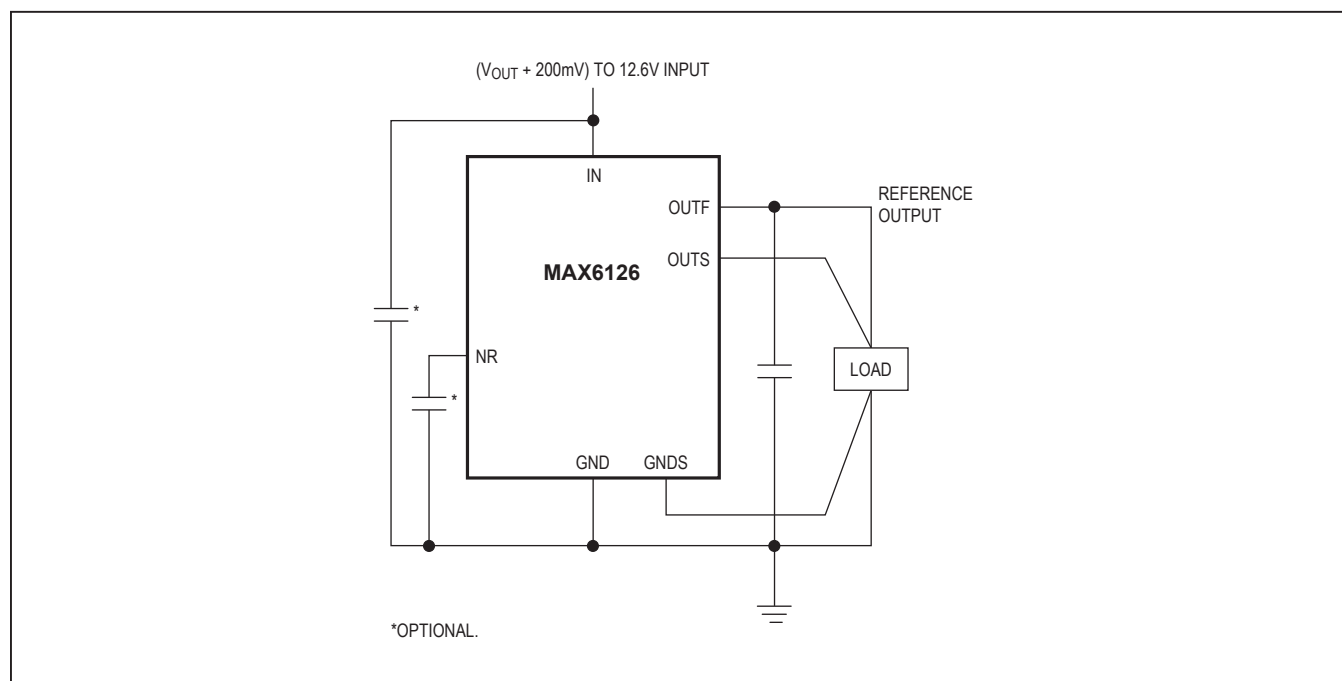 (VOUT + 200mV) TO 12.6V INPUT
IN
OUTF
REFERENCE
OUTPUT
OUTS
MAX6126
*
NR
LOAD
*
GND GNDS
*OPTIONAL.